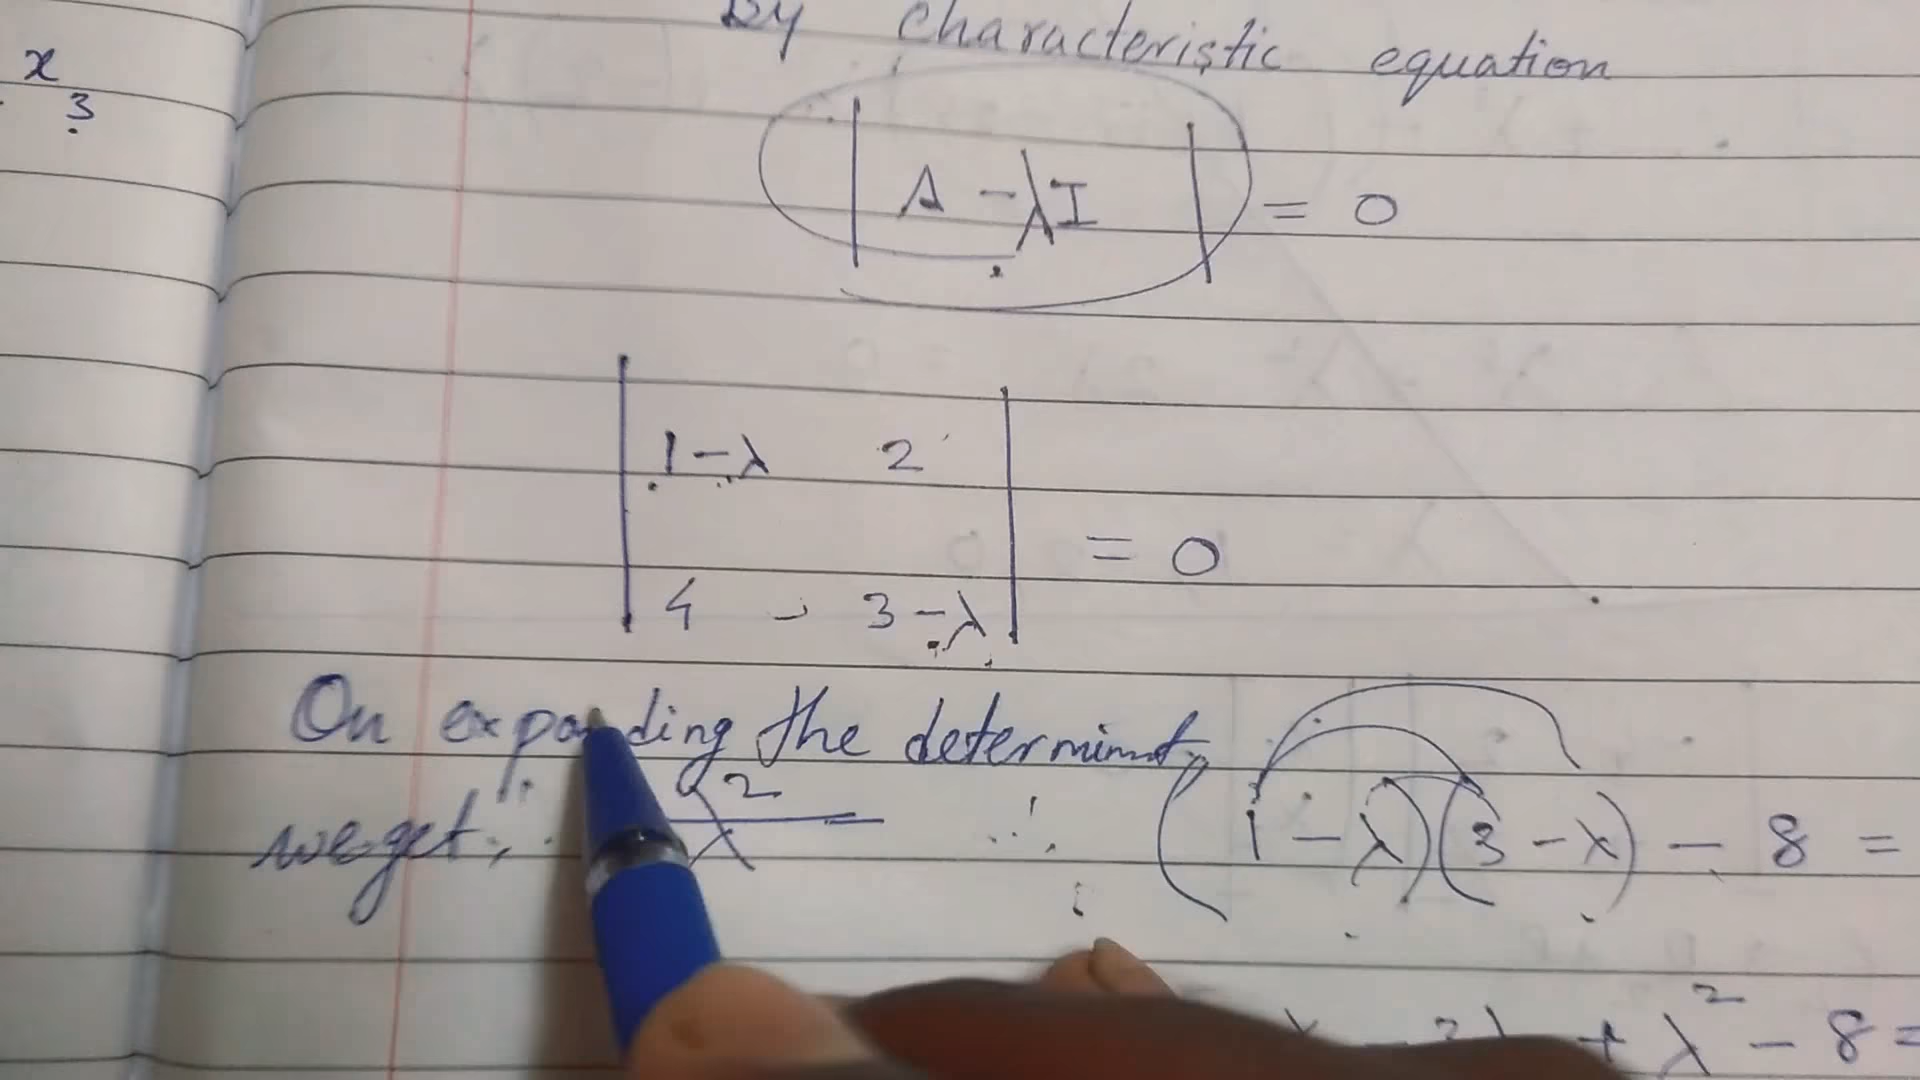 x
3
By characteristic equation
| A - λI | = 0
| 1-λ 2 |
= 0
| 4 3-λ |
On expanding the determinnt,
we get, λ² ∴ (1-λ)(3-λ) - 8 =
+ λ² - 8 =